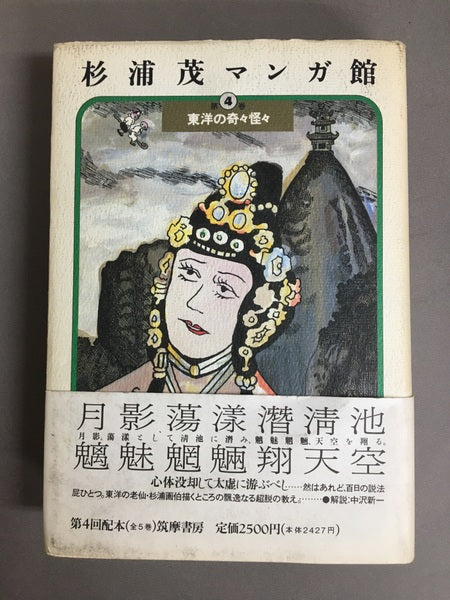 杉浦茂マンガ館
第4巻
東洋の奇々怪々
月影蕩漾潛淸池
月影、蕩漾として清池に潜み、魑魅魍魎、天空を翔る。
魑魅魍魎翔天空
心体没却して太虚に游ぶべし……然はあれど、百日の説法
屁ひとつ。東洋の老仙・杉浦画伯描くところの飄逸なる超脱の教え。………●解説:中沢新一
第4回配本(全5巻)筑摩書房 定価2500円(本体2427円)